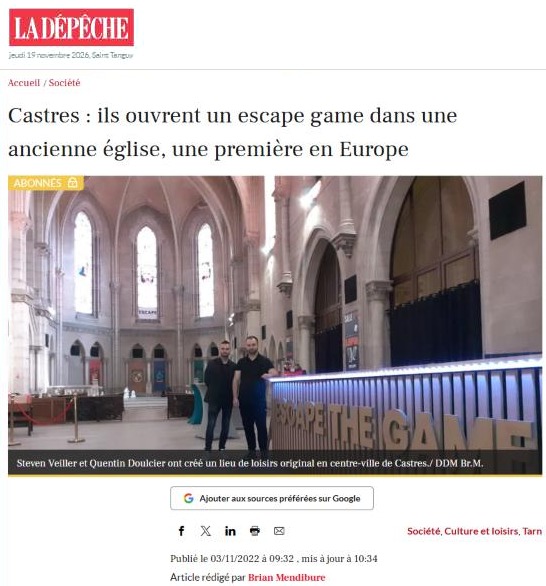 LA DÉPÊCHE
jeudi 19 novembre 2026, Saint Tanguy
Accueil / Société
Castres : ils ouvrent un escape game dans une
ancienne église, une première en Europe
ABONNÉS
ESCAPE THE GAME
Steven Veiller et Quentin Doulcier ont créé un lieu de loisirs original en centre-ville de Castres./ DDM Br.M.
Ajouter aux sources préférées sur Google
Société, Culture et loisirs, Tarn
Publié le 03/11/2022 à 09:32 , mis à jour à 10:34
Article rédigé par Brian Mendibure